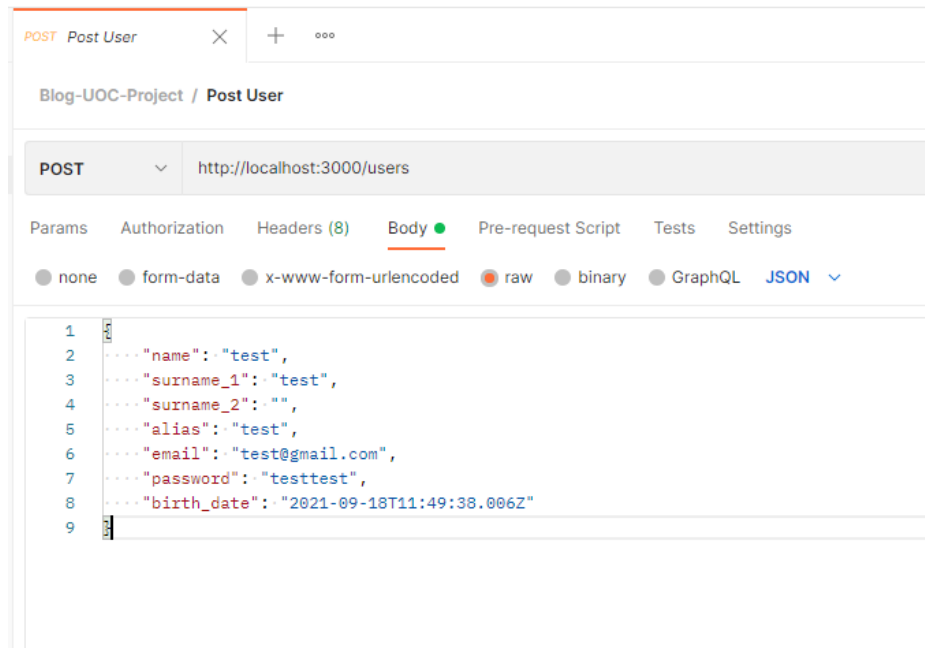 POST Post User
Blog-UOC-Project / Post User
POST http://localhost:3000/users
Params Authorization Headers (8) Body Pre-request Script Tests Settings
none form-data x-www-form-urlencoded raw binary GraphQL JSON
1 {
2 "name": "test",
3 "surname_1": "test",
4 "surname_2": "",
5 "alias": "test",
6 "email": "test@gmail.com",
7 "password": "testtest",
8 "birth_date": "2021-09-18T11:49:38.006Z"
9 }